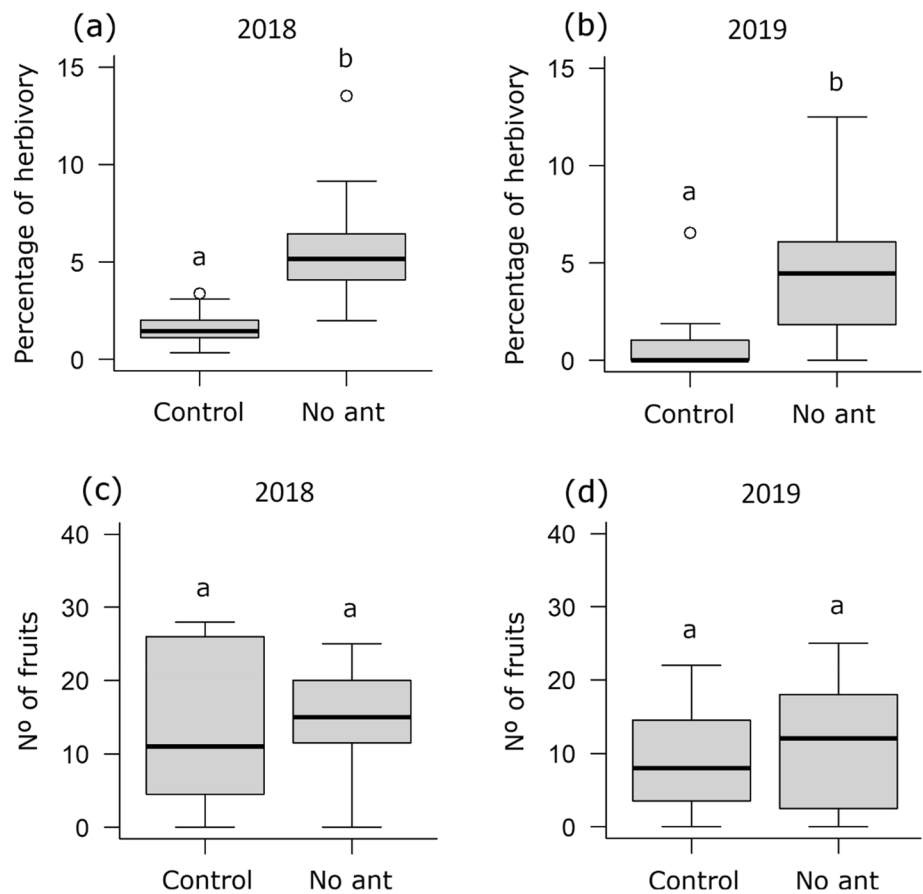 (a)
2018
Percentage of herbivory
15
10
5
0
a
b
Control
No ant
(b)
2019
Percentage of herbivory
15
10
5
0
a
b
Control
No ant
(c)
2018
Nº of fruits
40
30
20
10
0
a
a
Control
No ant
(d)
2019
Nº of fruits
40
30
20
10
0
a
a
Control
No ant